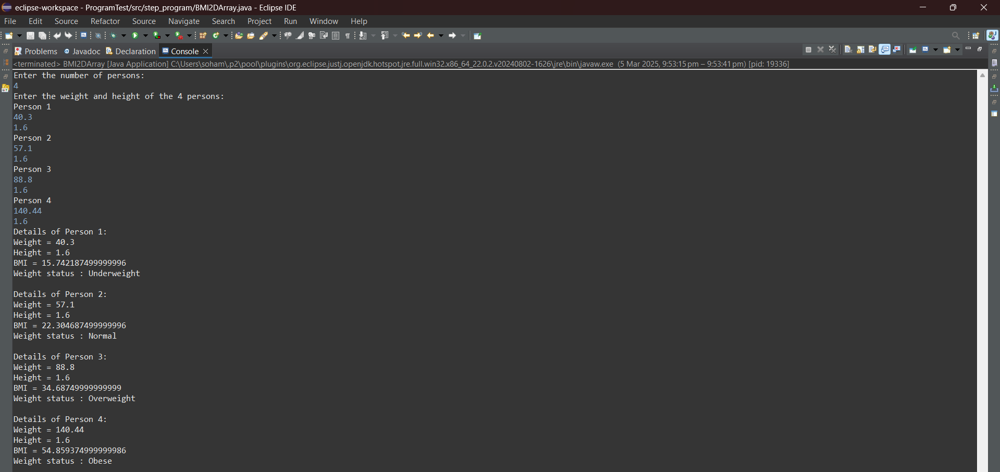 eclipse-workspace - ProgramTest/src/step_program/BMI2DArray.java - Eclipse IDE
File Edit Source Refactor Source Navigate Search Project Run Window Help
Problems Javadoc Declaration Console
<terminated> BMI2DArray [Java Application] C:\Users\soham\.p2\pool\plugins\org.eclipse.justj.openjdk.hotspot.jre.full.win32.x86_64_22.0.2.v20240802-1626\jre\bin\javaw.exe (5 Mar 2025, 9:53:15 pm – 9:53:41 pm) [pid: 19336]
Enter the number of persons:
4
Enter the weight and height of the 4 persons:
Person 1
40.3
1.6
Person 2
57.1
1.6
Person 3
88.8
1.6
Person 4
140.44
1.6
Details of Person 1:
Weight = 40.3
Height = 1.6
BMI = 15.742187499999996
Weight status : Underweight
Details of Person 2:
Weight = 57.1
Height = 1.6
BMI = 22.304687499999996
Weight status : Normal
Details of Person 3:
Weight = 88.8
Height = 1.6
BMI = 34.68749999999999
Weight status : Overweight
Details of Person 4:
Weight = 140.44
Height = 1.6
BMI = 54.859374999999986
Weight status : Obese